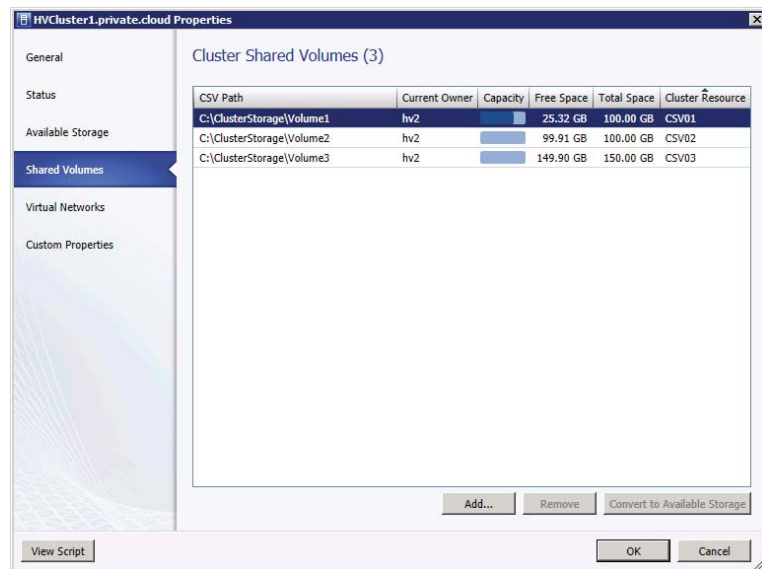 HVCluster1.private.cloud Properties
General
Status
Available Storage
Shared Volumes
Virtual Networks
Custom Properties
Cluster Shared Volumes (3)
CSV Path Current Owner Capacity Free Space Total Space Cluster Resource
C:\ClusterStorage\Volume1 hv2 25.32 GB 100.00 GB CSV01
C:\ClusterStorage\Volume2 hv2 99.91 GB 100.00 GB CSV02
C:\ClusterStorage\Volume3 hv2 149.90 GB 150.00 GB CSV03
Add... Remove Convert to Available Storage
View Script OK Cancel